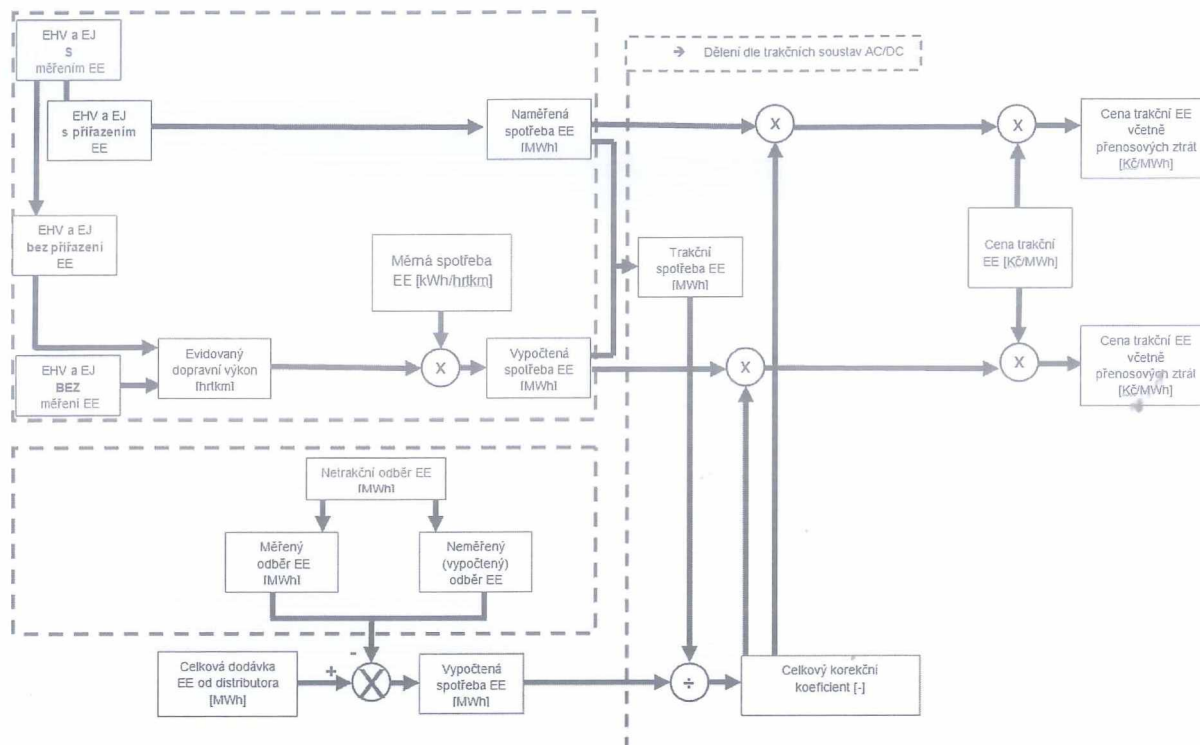 EHV a EJ
S
měřením EE
EHV a EJ
s přiřazením
EE
Naměřená
spotřeba EE
[MWh]
→ Dělení dle trakčních soustav AC/DC
X
X
Cena trakční EE
včetně
přenosových ztrát
[Kč/MWh]
EHV a EJ
bez přiřazení
EE
Měrná spotřeba
EE [kWh/hrtkm]
Trakční
spotřeba EE
[MWh]
Cena trakční
EE [Kč/MWh]
EHV a EJ
BEZ
měření EE
Evidovaný
dopravní výkon
[hrtkm]
X
Vypočtená
spotřeba EE
[MWh]
X
X
Cena trakční EE
včetně
přenosových ztrát
[Kč/MWh]
Netrakční odběr EE
[MWh]
Měřený
odběr EE
[MWh]
Neměřený
(vypočtený)
odběr EE
-
Celková dodávka
EE od distributora
[MWh]
+
X
Vypočtená
spotřeba EE
[MWh]
÷
Celkový korekční
koeficient [-]